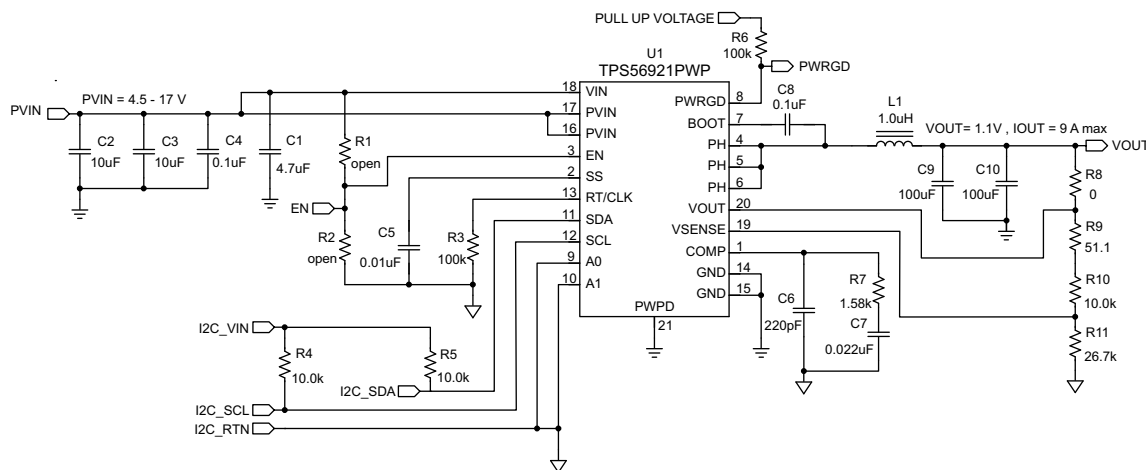 PULL UP VOLTAGE
R6
100k
U1
TPS56921PWP
PWRGD
PVIN
PVIN = 4.5 - 17 V
C2
10uF
C3
10uF
C4
0.1uF
C1
4.7uF
R1
open
EN
R2
open
C5
0.01uF
R3
100k
18 VIN
17 PVIN
16 PVIN
3 EN
2 SS
13 RT/CLK
11 SDA
12 SCL
9 A0
10 A1
PWRGD 8
BOOT 7
PH 4
PH 5
PH 6
VOUT 20
VSENSE 19
COMP 1
GND 14
GND 15
PWPD
21
C8
0.1uF
L1
1.0uH
VOUT= 1.1V , IOUT = 9 A max
VOUT
C9
100uF
C10
100uF
R8
0
R9
51.1
R10
10.0k
R11
26.7k
C6
220pF
R7
1.58k
C7
0.022uF
I2C_VIN
R4
10.0k
R5
10.0k
I2C_SDA
I2C_SCL
I2C_RTN